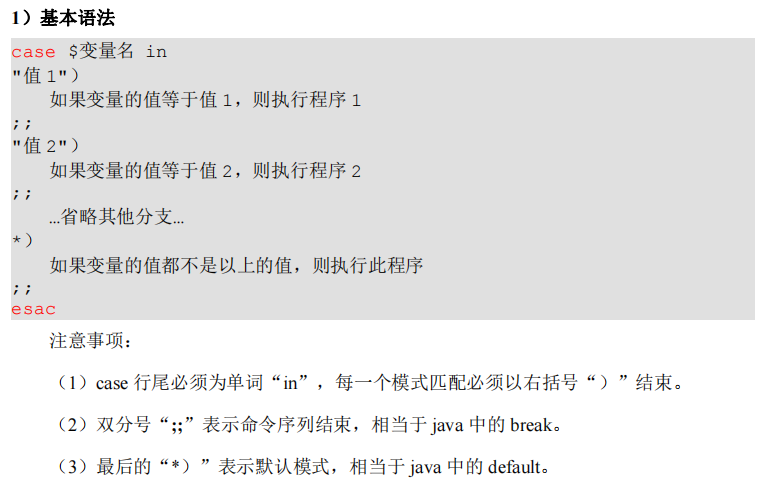 1）基本语法
case $变量名 in
"值 1"）
如果变量的值等于值 1，则执行程序 1
;;
"值 2"）
如果变量的值等于值 2，则执行程序 2
;;
…省略其他分支…
*）
如果变量的值都不是以上的值，则执行此程序
;;
esac
注意事项：
（1）case 行尾必须为单词“in”，每一个模式匹配必须以右括号“）”结束。
（2）双分号“;;”表示命令序列结束，相当于 java 中的 break。
（3）最后的“*）”表示默认模式，相当于 java 中的 default。